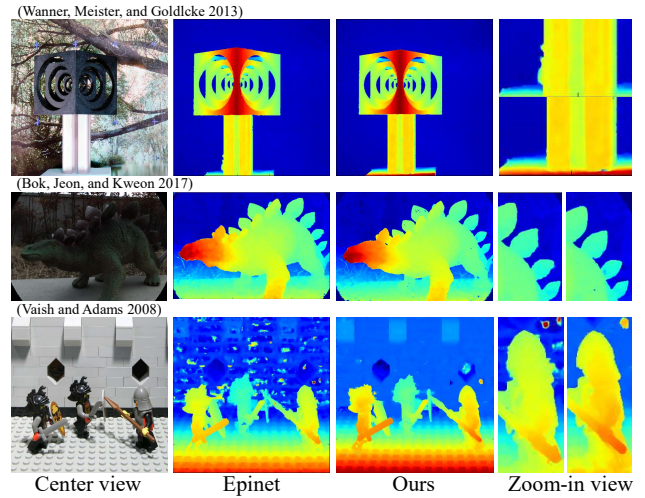 (Wanner, Meister, and Goldlcke 2013)
(Bok, Jeon, and Kweon 2017)
(Vaish and Adams 2008)
Center view Epinet Ours Zoom-in view